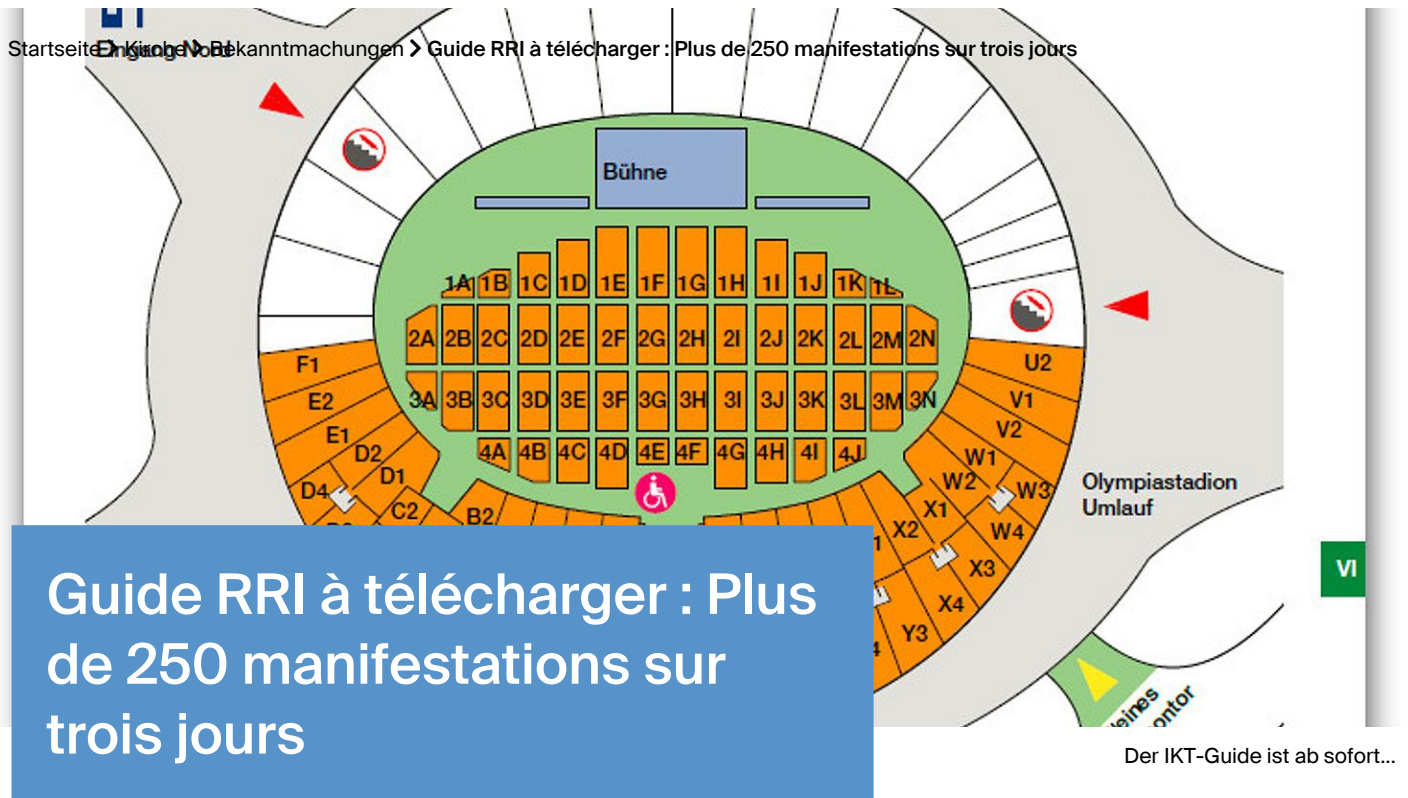 Eingang Nord
Startseite > Kirche > Bekanntmachungen > Guide RRI à télécharger : Plus de 250 manifestations sur trois jours
Bühne
1A 1B 1C 1D 1E 1F 1G 1H 1I 1J 1K 1L
2A 2B 2C 2D 2E 2F 2G 2H 2I 2J 2K 2L 2M 2N
3A 3B 3C 3D 3E 3F 3G 3H 3I 3J 3K 3L 3M 3N
4A 4B 4C 4D 4E 4F 4G 4H 4I 4J
F1
E2
E1
D2
D1
D4
C2
B2
U2
V1
V2
W1
W2
W3
X1
X2
W4
X3
X4
Y3
Olympiastadion
Umlauf
VI
Guide RRI à télécharger : Plus
de 250 manifestations sur
trois jours
Der IKT-Guide ist ab sofort...